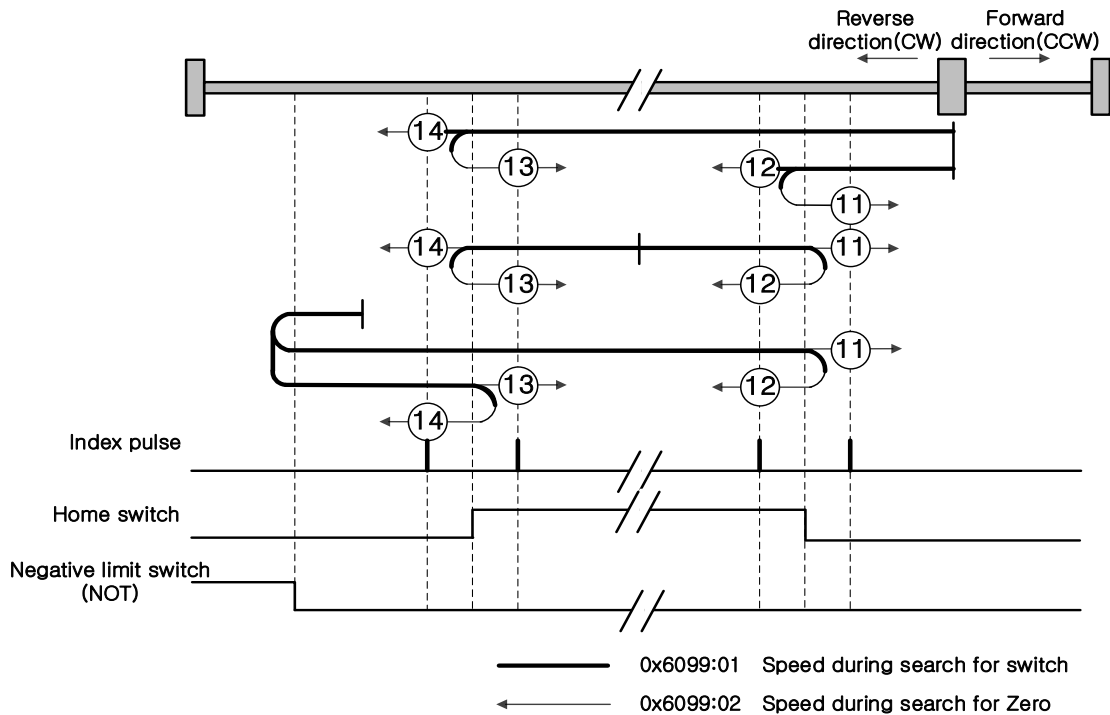 Reverse
direction(CW)
Forward
direction(CCW)
14
13
12
11
14
13
12
11
11
12
13
14
Index pulse
Home switch
Negative limit switch
(NOT)
0x6099:01 Speed during search for switch
0x6099:02 Speed during search for Zero